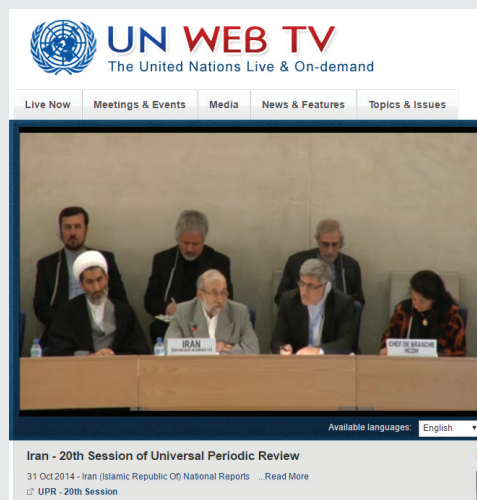 UN WEB TV
The United Nations Live & On-demand
Live Now Meetings & Events Media News & Features Topics & Issues
IRAN
CHEF DE BRANCHE
HCDH
Available languages: English
Iran - 20th Session of Universal Periodic Review
31 Oct 2014 - Iran (Islamic Republic Of) National Reports ...Read More
UPR - 20th Session